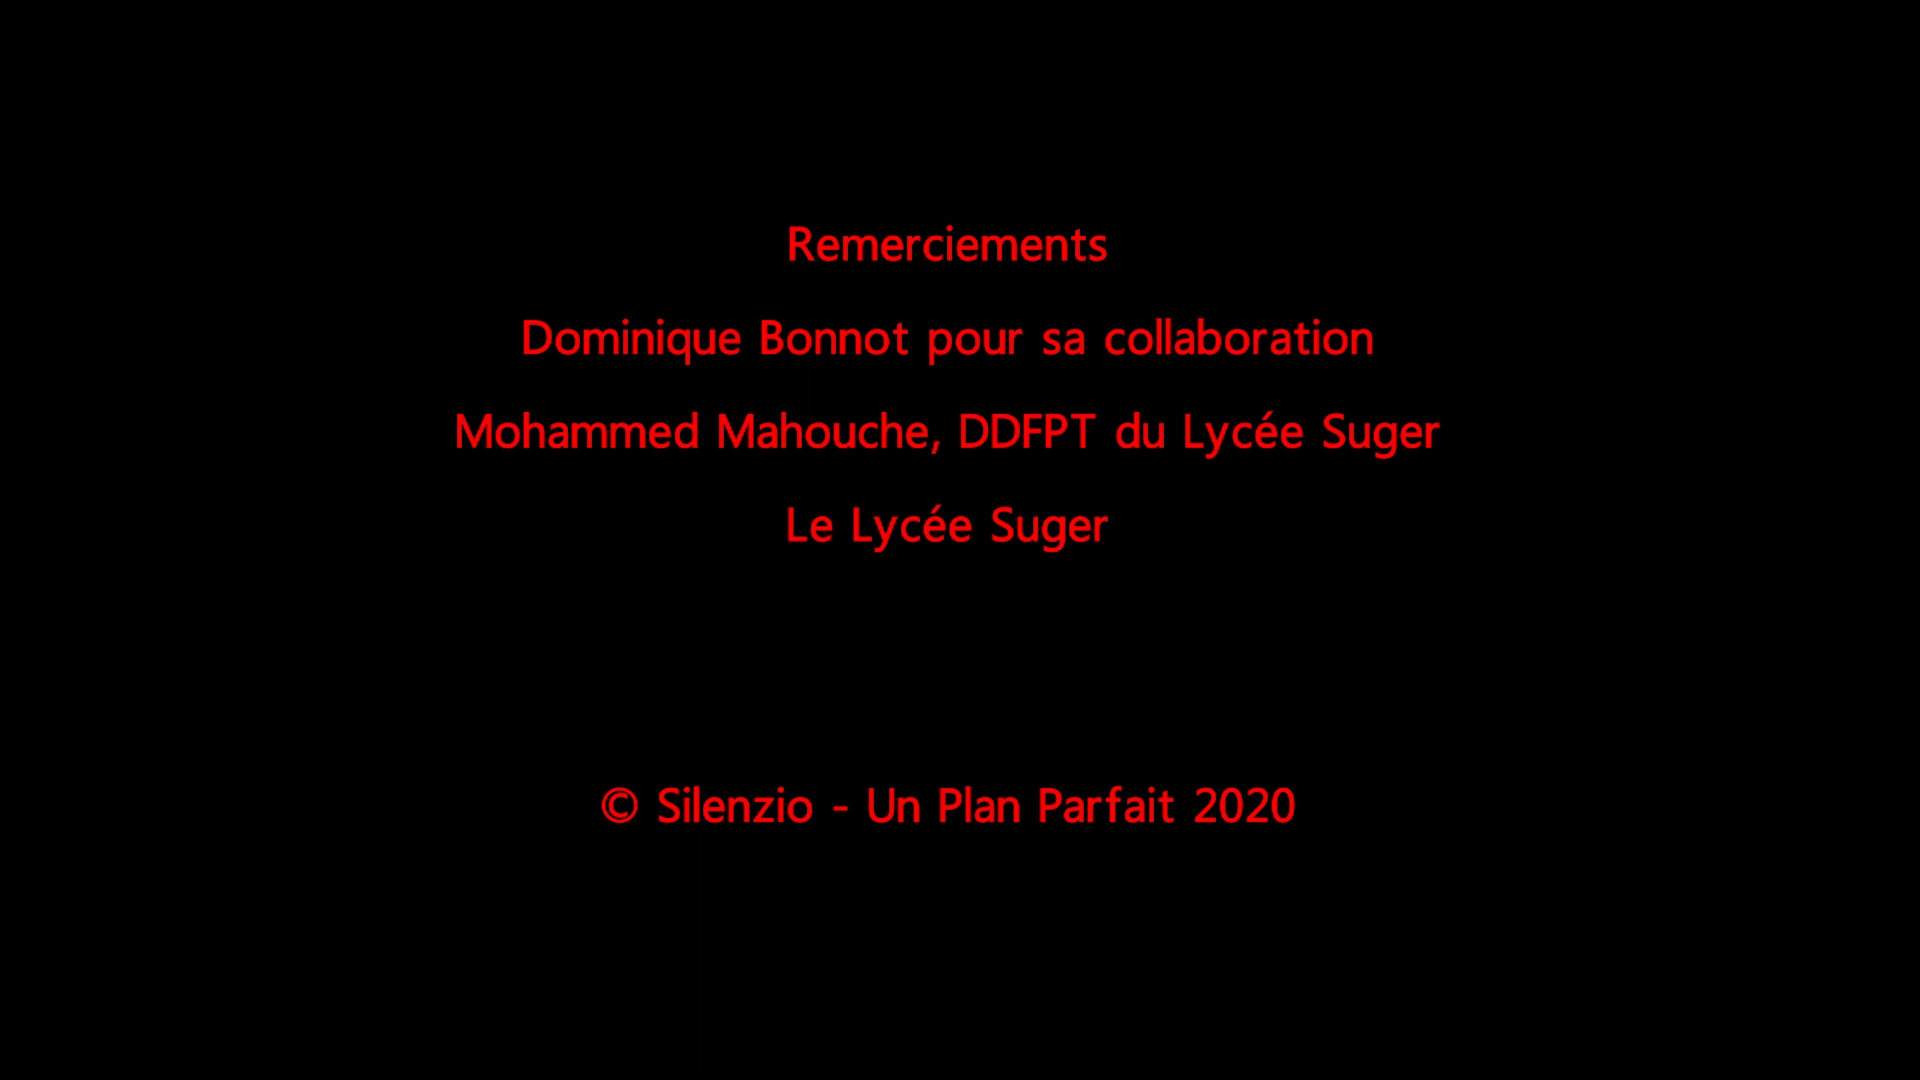 Remerciements
Dominique Bonnot pour sa collaboration
Mohammed Mahouche, DDFPT du Lycée Suger
Le Lycée Suger
© Silenzio - Un Plan Parfait 2020